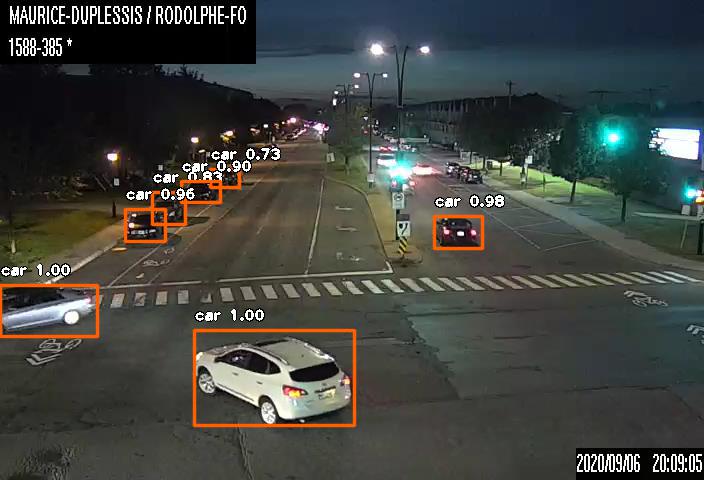 MAURICE-DUPLESSIS / RODOLPHE-FO
1588-385 *
car 0.73
car 0.90
car 0.83
car 0.96
car 0.98
car 1.00
car 1.00
2020/09/06 20:09:05